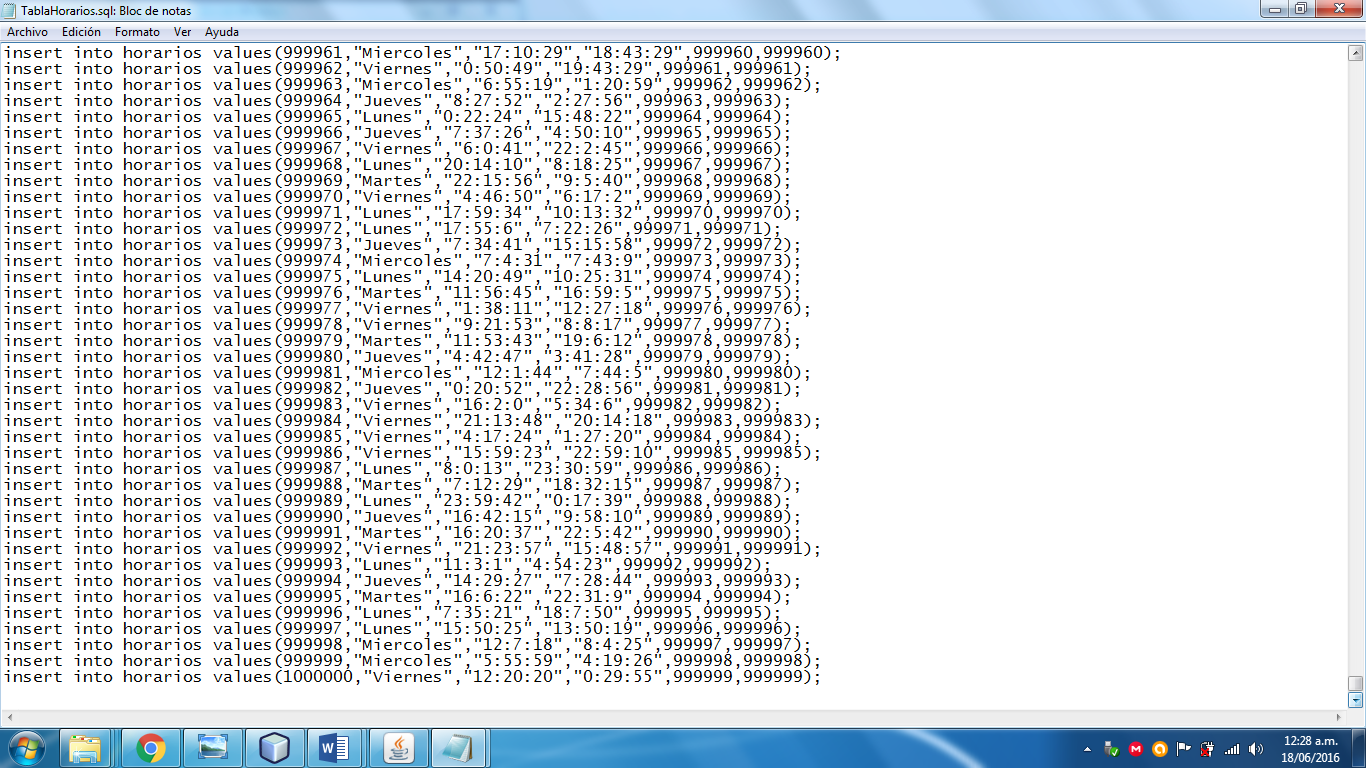 TablaHorarios.sql: Bloc de notas
Archivo Edición Formato Ver Ayuda
insert into horarios values(999961,"Miercoles","17:10:29","18:43:29",999960,999960);
insert into horarios values(999962,"Viernes","0:50:49","19:43:29",999961,999961);
insert into horarios values(999963,"Miercoles","6:55:19","1:20:59",999962,999962);
insert into horarios values(999964,"Jueves","8:27:52","2:27:56",999963,999963);
insert into horarios values(999965,"Lunes","0:22:24","15:48:22",999964,999964);
insert into horarios values(999966,"Jueves","7:37:26","4:50:10",999965,999965);
insert into horarios values(999967,"Viernes","6:0:41","22:2:45",999966,999966);
insert into horarios values(999968,"Lunes","20:14:10","8:18:25",999967,999967);
insert into horarios values(999969,"Martes","22:15:56","9:5:40",999968,999968);
insert into horarios values(999970,"Viernes","4:46:50","6:17:2",999969,999969);
insert into horarios values(999971,"Lunes","17:59:34","10:13:32",999970,999970);
insert into horarios values(999972,"Lunes","17:55:6","7:22:26",999971,999971);
insert into horarios values(999973,"Jueves","7:34:41","15:15:58",999972,999972);
insert into horarios values(999974,"Miercoles","7:4:31","7:43:9",999973,999973);
insert into horarios values(999975,"Lunes","14:20:49","10:25:31",999974,999974);
insert into horarios values(999976,"Martes","11:56:45","16:59:5",999975,999975);
insert into horarios values(999977,"Viernes","1:38:11","12:27:18",999976,999976);
insert into horarios values(999978,"Viernes","9:21:53","8:8:17",999977,999977);
insert into horarios values(999979,"Martes","11:53:43","19:6:12",999978,999978);
insert into horarios values(999980,"Jueves","4:42:47","3:41:28",999979,999979);
insert into horarios values(999981,"Miercoles","12:1:44","7:44:5",999980,999980);
insert into horarios values(999982,"Jueves","0:20:52","22:28:56",999981,999981);
insert into horarios values(999983,"Viernes","16:2:0","5:34:6",999982,999982);
insert into horarios values(999984,"Viernes","21:13:48","20:14:18",999983,999983);
insert into horarios values(999985,"Viernes","4:17:24","1:27:20",999984,999984);
insert into horarios values(999986,"Viernes","15:59:23","22:59:10",999985,999985);
insert into horarios values(999987,"Lunes","8:0:13","23:30:59",999986,999986);
insert into horarios values(999988,"Martes","7:12:29","18:32:15",999987,999987);
insert into horarios values(999989,"Lunes","23:59:42","0:17:39",999988,999988);
insert into horarios values(999990,"Jueves","16:42:15","9:58:10",999989,999989);
insert into horarios values(999991,"Martes","16:20:37","22:5:42",999990,999990);
insert into horarios values(999992,"Viernes","21:23:57","15:48:57",999991,999991);
insert into horarios values(999993,"Lunes","11:3:1","4:54:23",999992,999992);
insert into horarios values(999994,"Jueves","14:29:27","7:28:44",999993,999993);
insert into horarios values(999995,"Martes","16:6:22","22:31:9",999994,999994);
insert into horarios values(999996,"Lunes","7:35:21","18:7:50",999995,999995);
insert into horarios values(999997,"Lunes","15:50:25","13:50:19",999996,999996);
insert into horarios values(999998,"Miercoles","12:7:18","8:4:25",999997,999997);
insert into horarios values(999999,"Miercoles","5:55:59","4:19:26",999998,999998);
insert into horarios values(1000000,"Viernes","12:20:20","0:29:55",999999,999999);
12:28 a.m.
18/06/2016